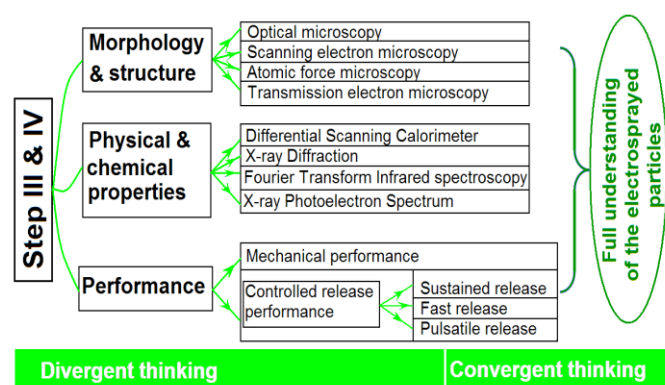 Step III & IV
Morphology
& structure
Optical microscopy
Scanning electron microscopy
Atomic force microscopy
Transmission electron microscopy
Physical &
chemical
properties
Differential Scanning Calorimeter
X-ray Diffraction
Fourier Transform Infrared spectroscopy
X-ray Photoelectron Spectrum
Performance
Mechanical performance
Controlled release
performance
Sustained release
Fast release
Pulsatile release
Full understanding
of the electrosprayed
particles
Divergent thinking
Convergent thinking